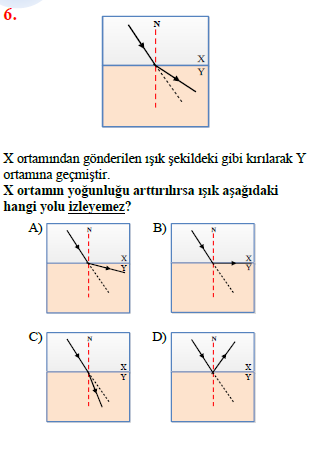 6.
N
X
Y
X ortamından gönderilen ışık şekildeki gibi kırılarak Y
ortamına geçmiştir.
X ortamın yoğunluğu arttırılırsa ışık aşağıdaki
hangi yolu izleyemez?
A) B)
N N
X X
Y Y
C) D)
N N
X X
Y Y